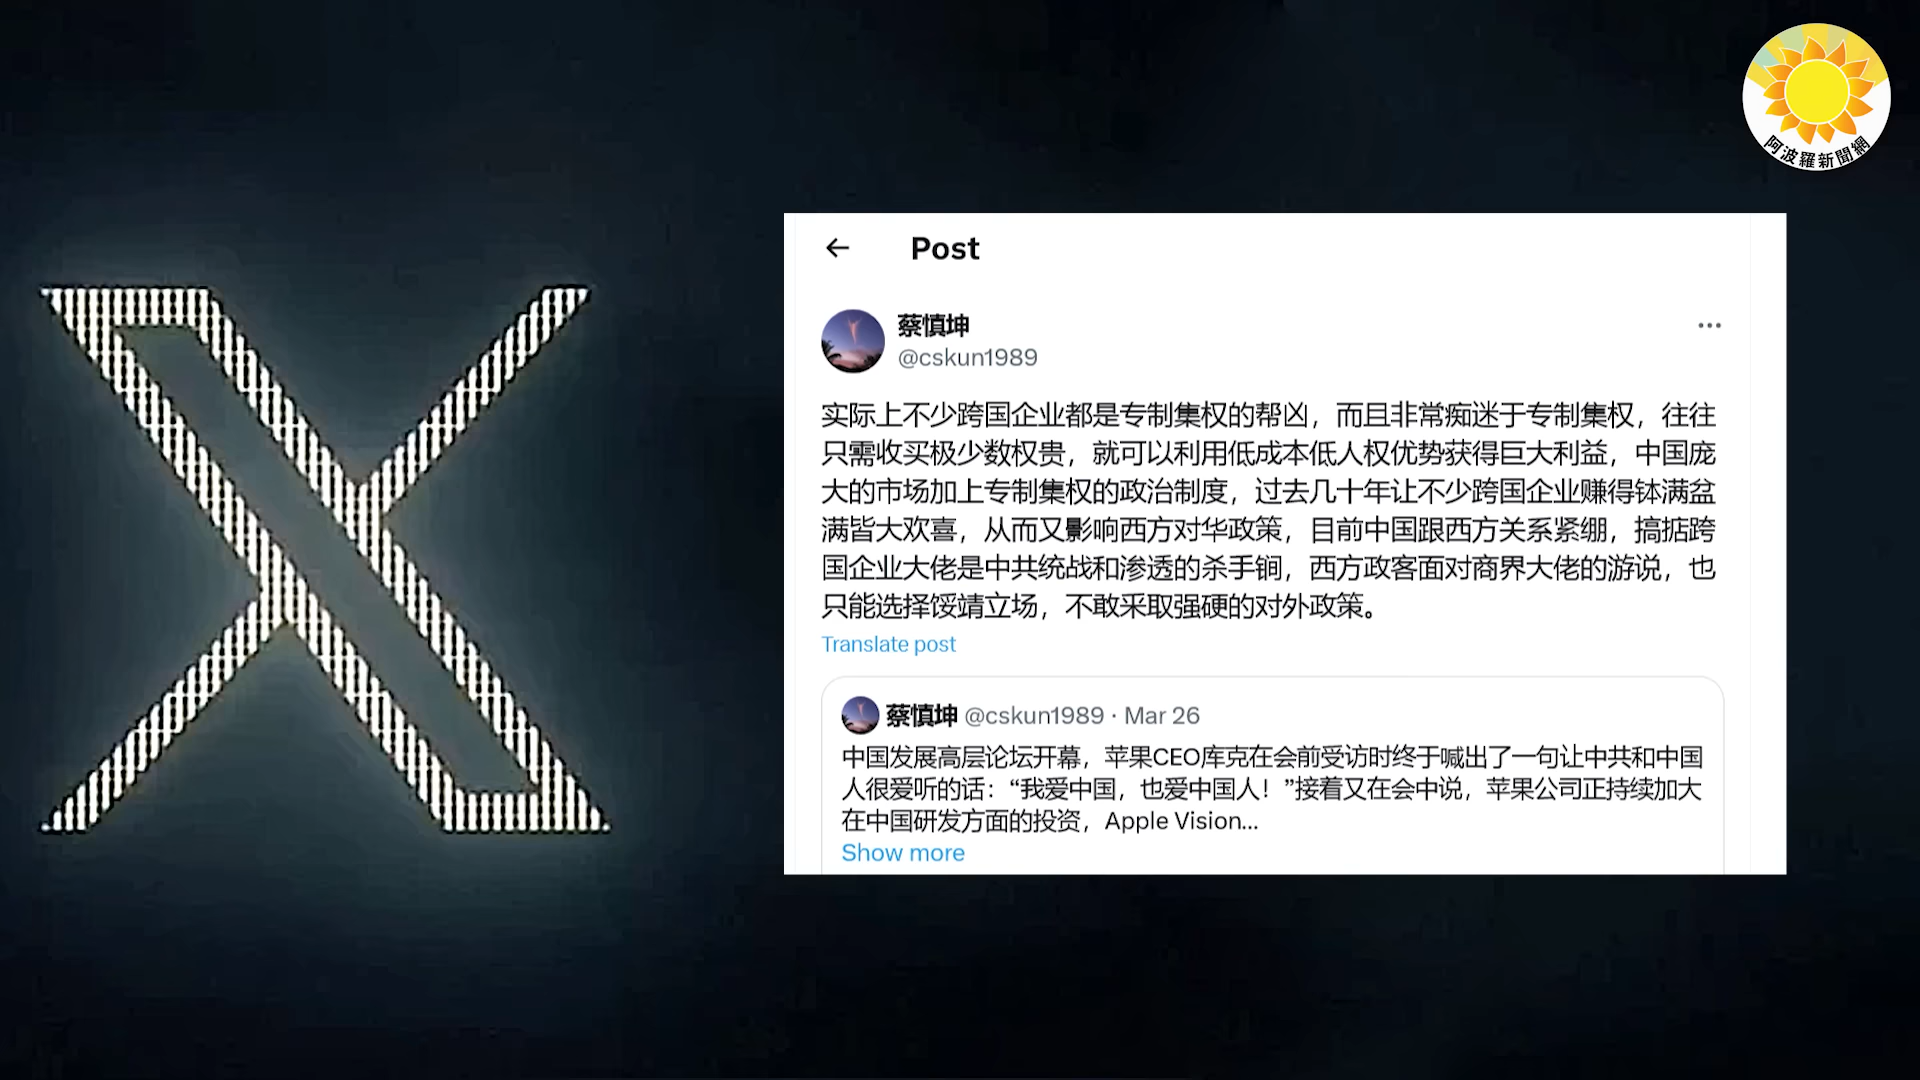 阿波羅新聞網
Post
蔡慎坤
@cskun1989
实际上不少跨国企业都是专制集权的帮凶，而且非常痴迷于专制集权，往往
只需收买极少数权贵，就可以利用低成本低人权优势获得巨大利益，中国庞
大的市场加上专制集权的政治制度，过去几十年让不少跨国企业赚得钵满盆
满皆大欢喜，从而又影响西方对华政策，目前中国跟西方关系紧绷，搞掂跨
国企业大佬是中共统战和渗透的杀手锏，西方政客面对商界大佬的游说，也
只能选择馁靖立场，不敢采取强硬的对外政策。
Translate post
蔡慎坤 @cskun1989 · Mar 26
中国发展高层论坛开幕，苹果CEO库克在会前受访时终于喊出了一句让中共和中国
人很爱听的话：“我爱中国，也爱中国人！”接着又在会中说，苹果公司正持续加大
在中国研发方面的投资，Apple Vision...
Show more